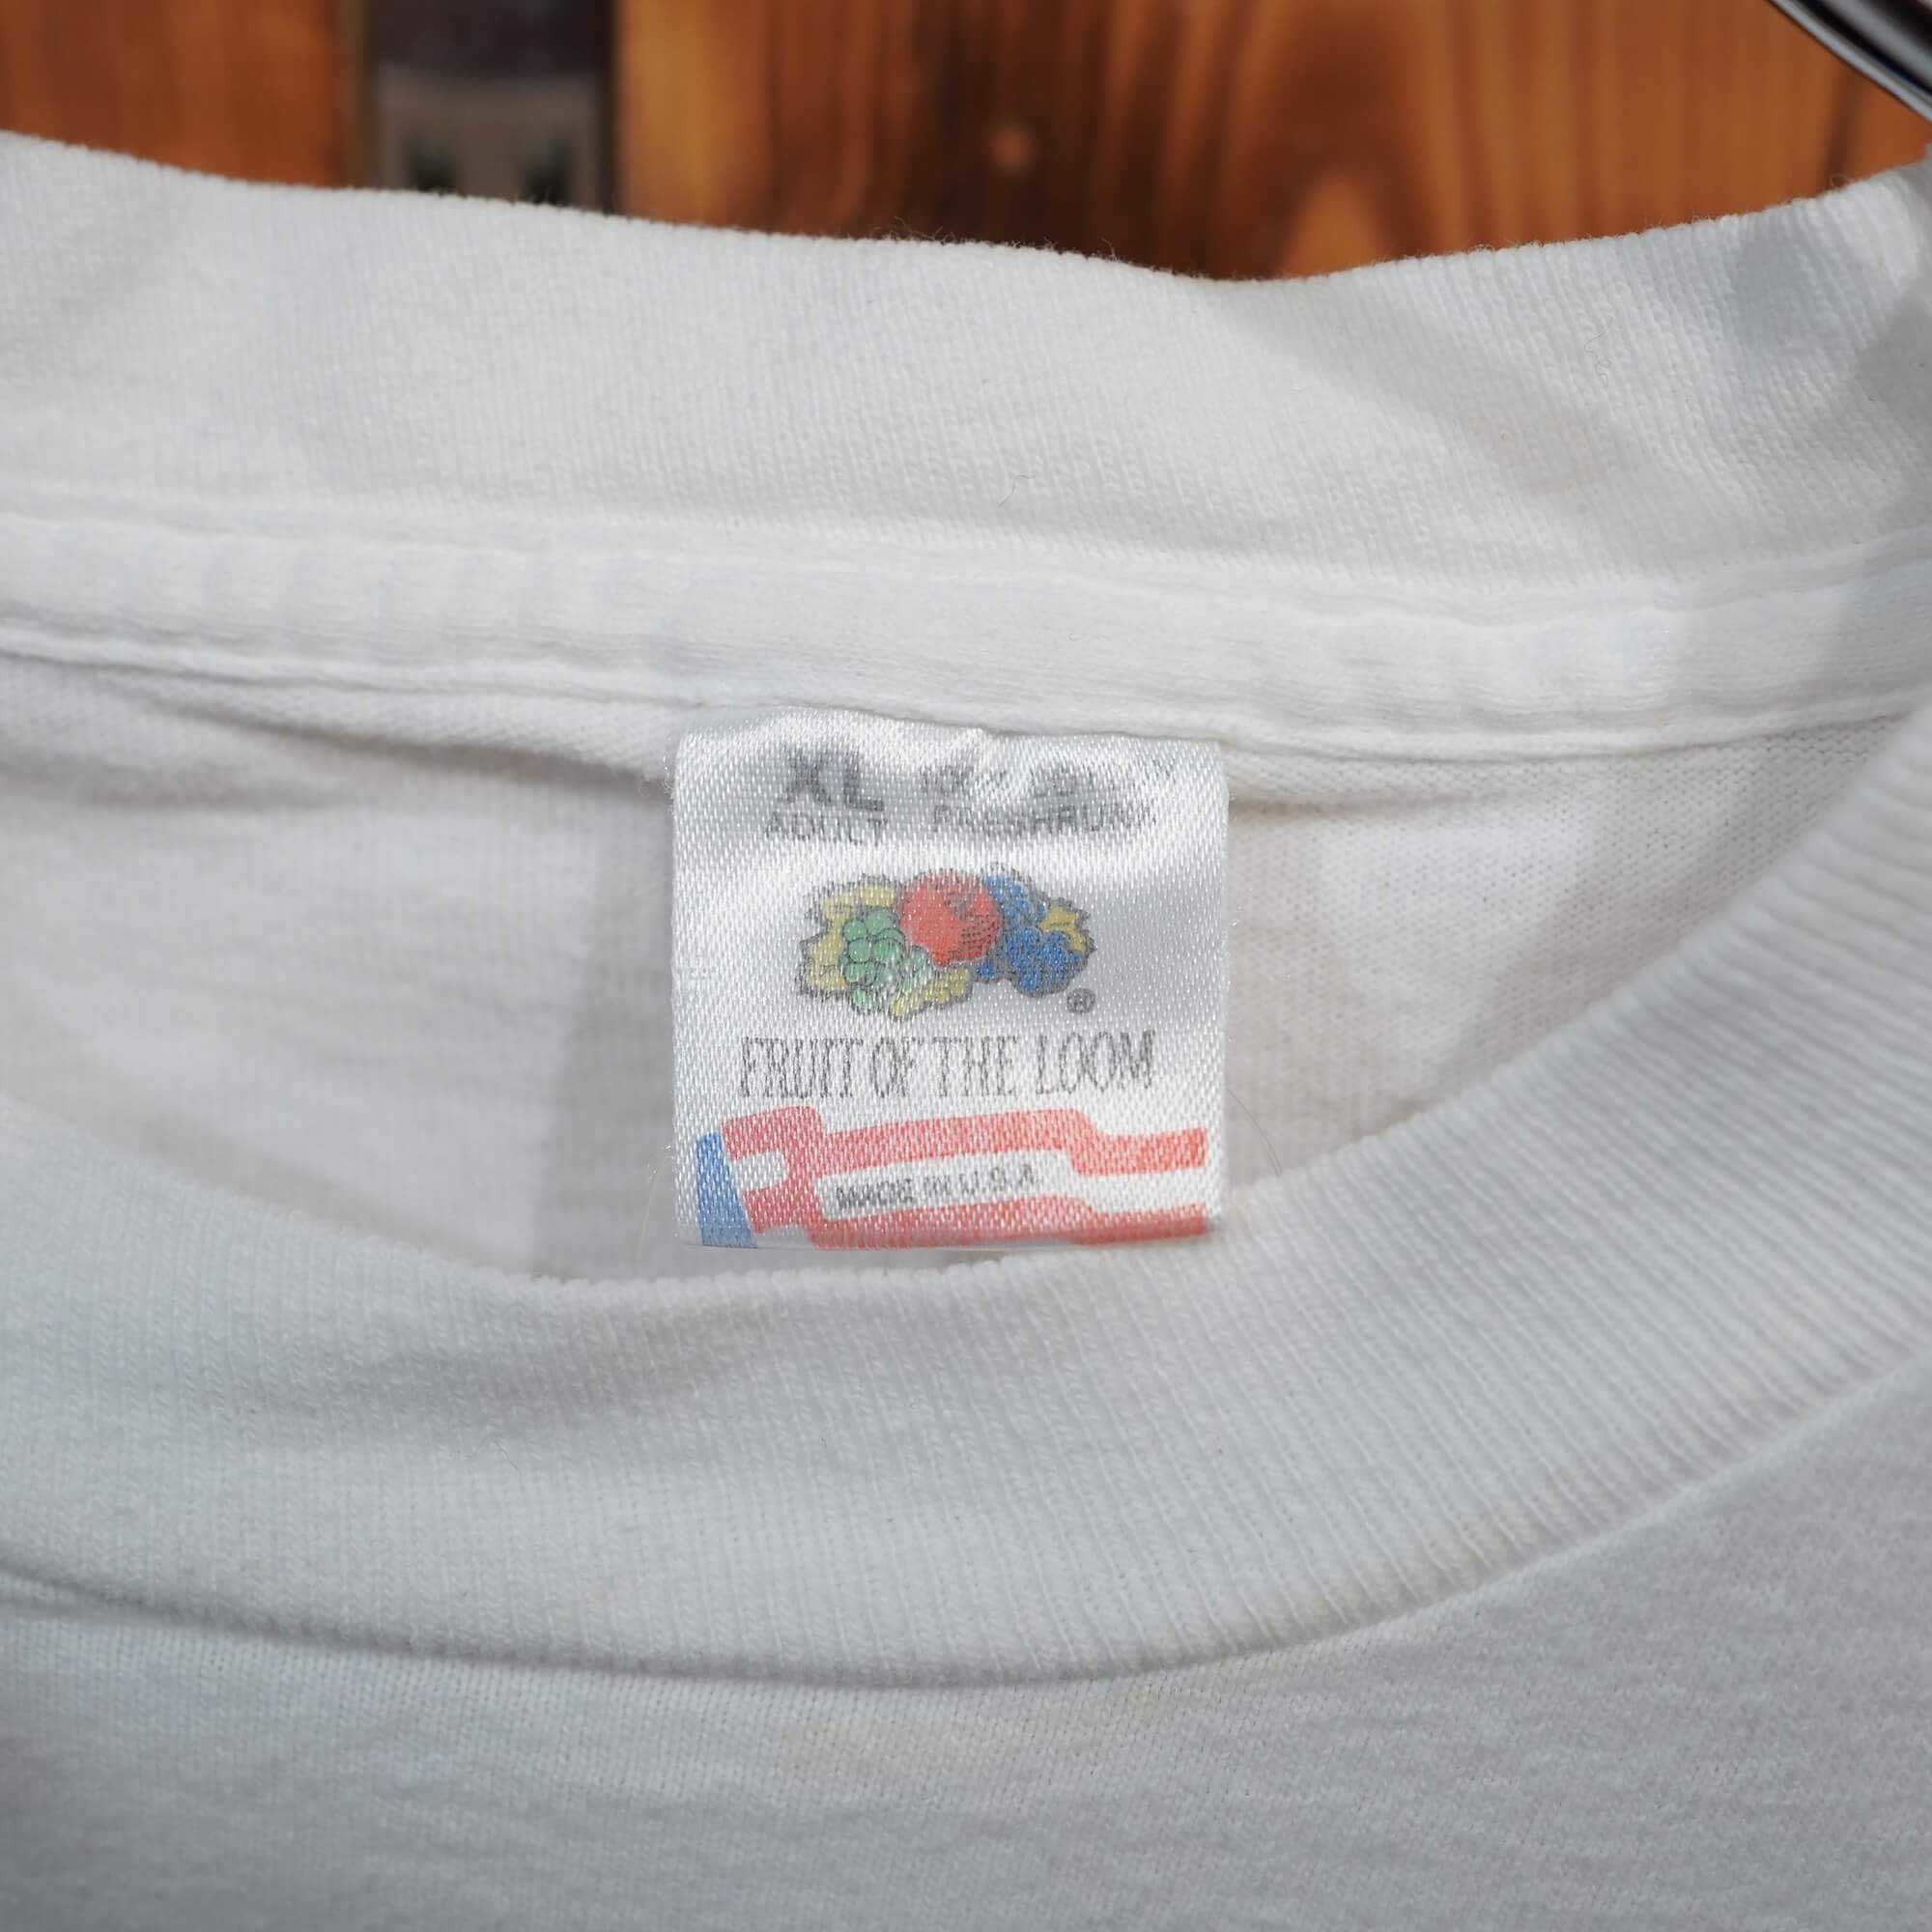 XL
ADULT
®
FRUIT OF THE LOOM
MADE IN U.S.A